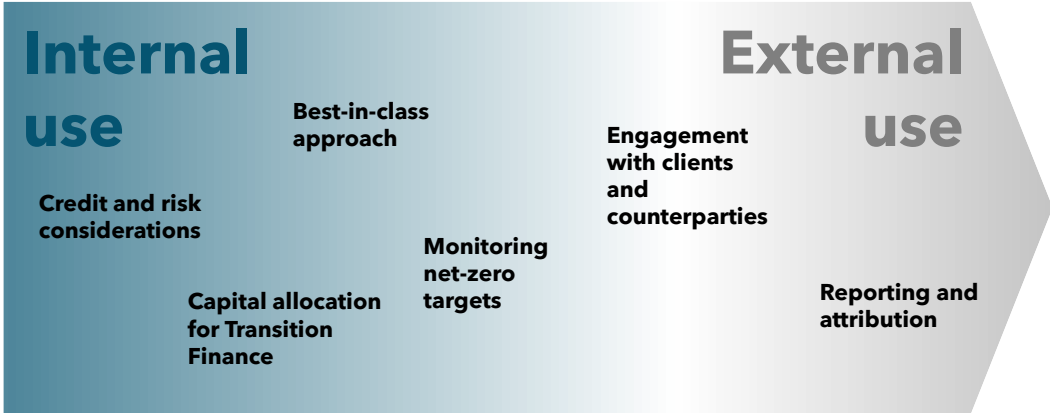 Internal
use
External
use
Best-in-class
approach
Engagement
with clients
and
counterparties
Credit and risk
considerations
Monitoring
net-zero
targets
Capital allocation
for Transition
Finance
Reporting and
attribution